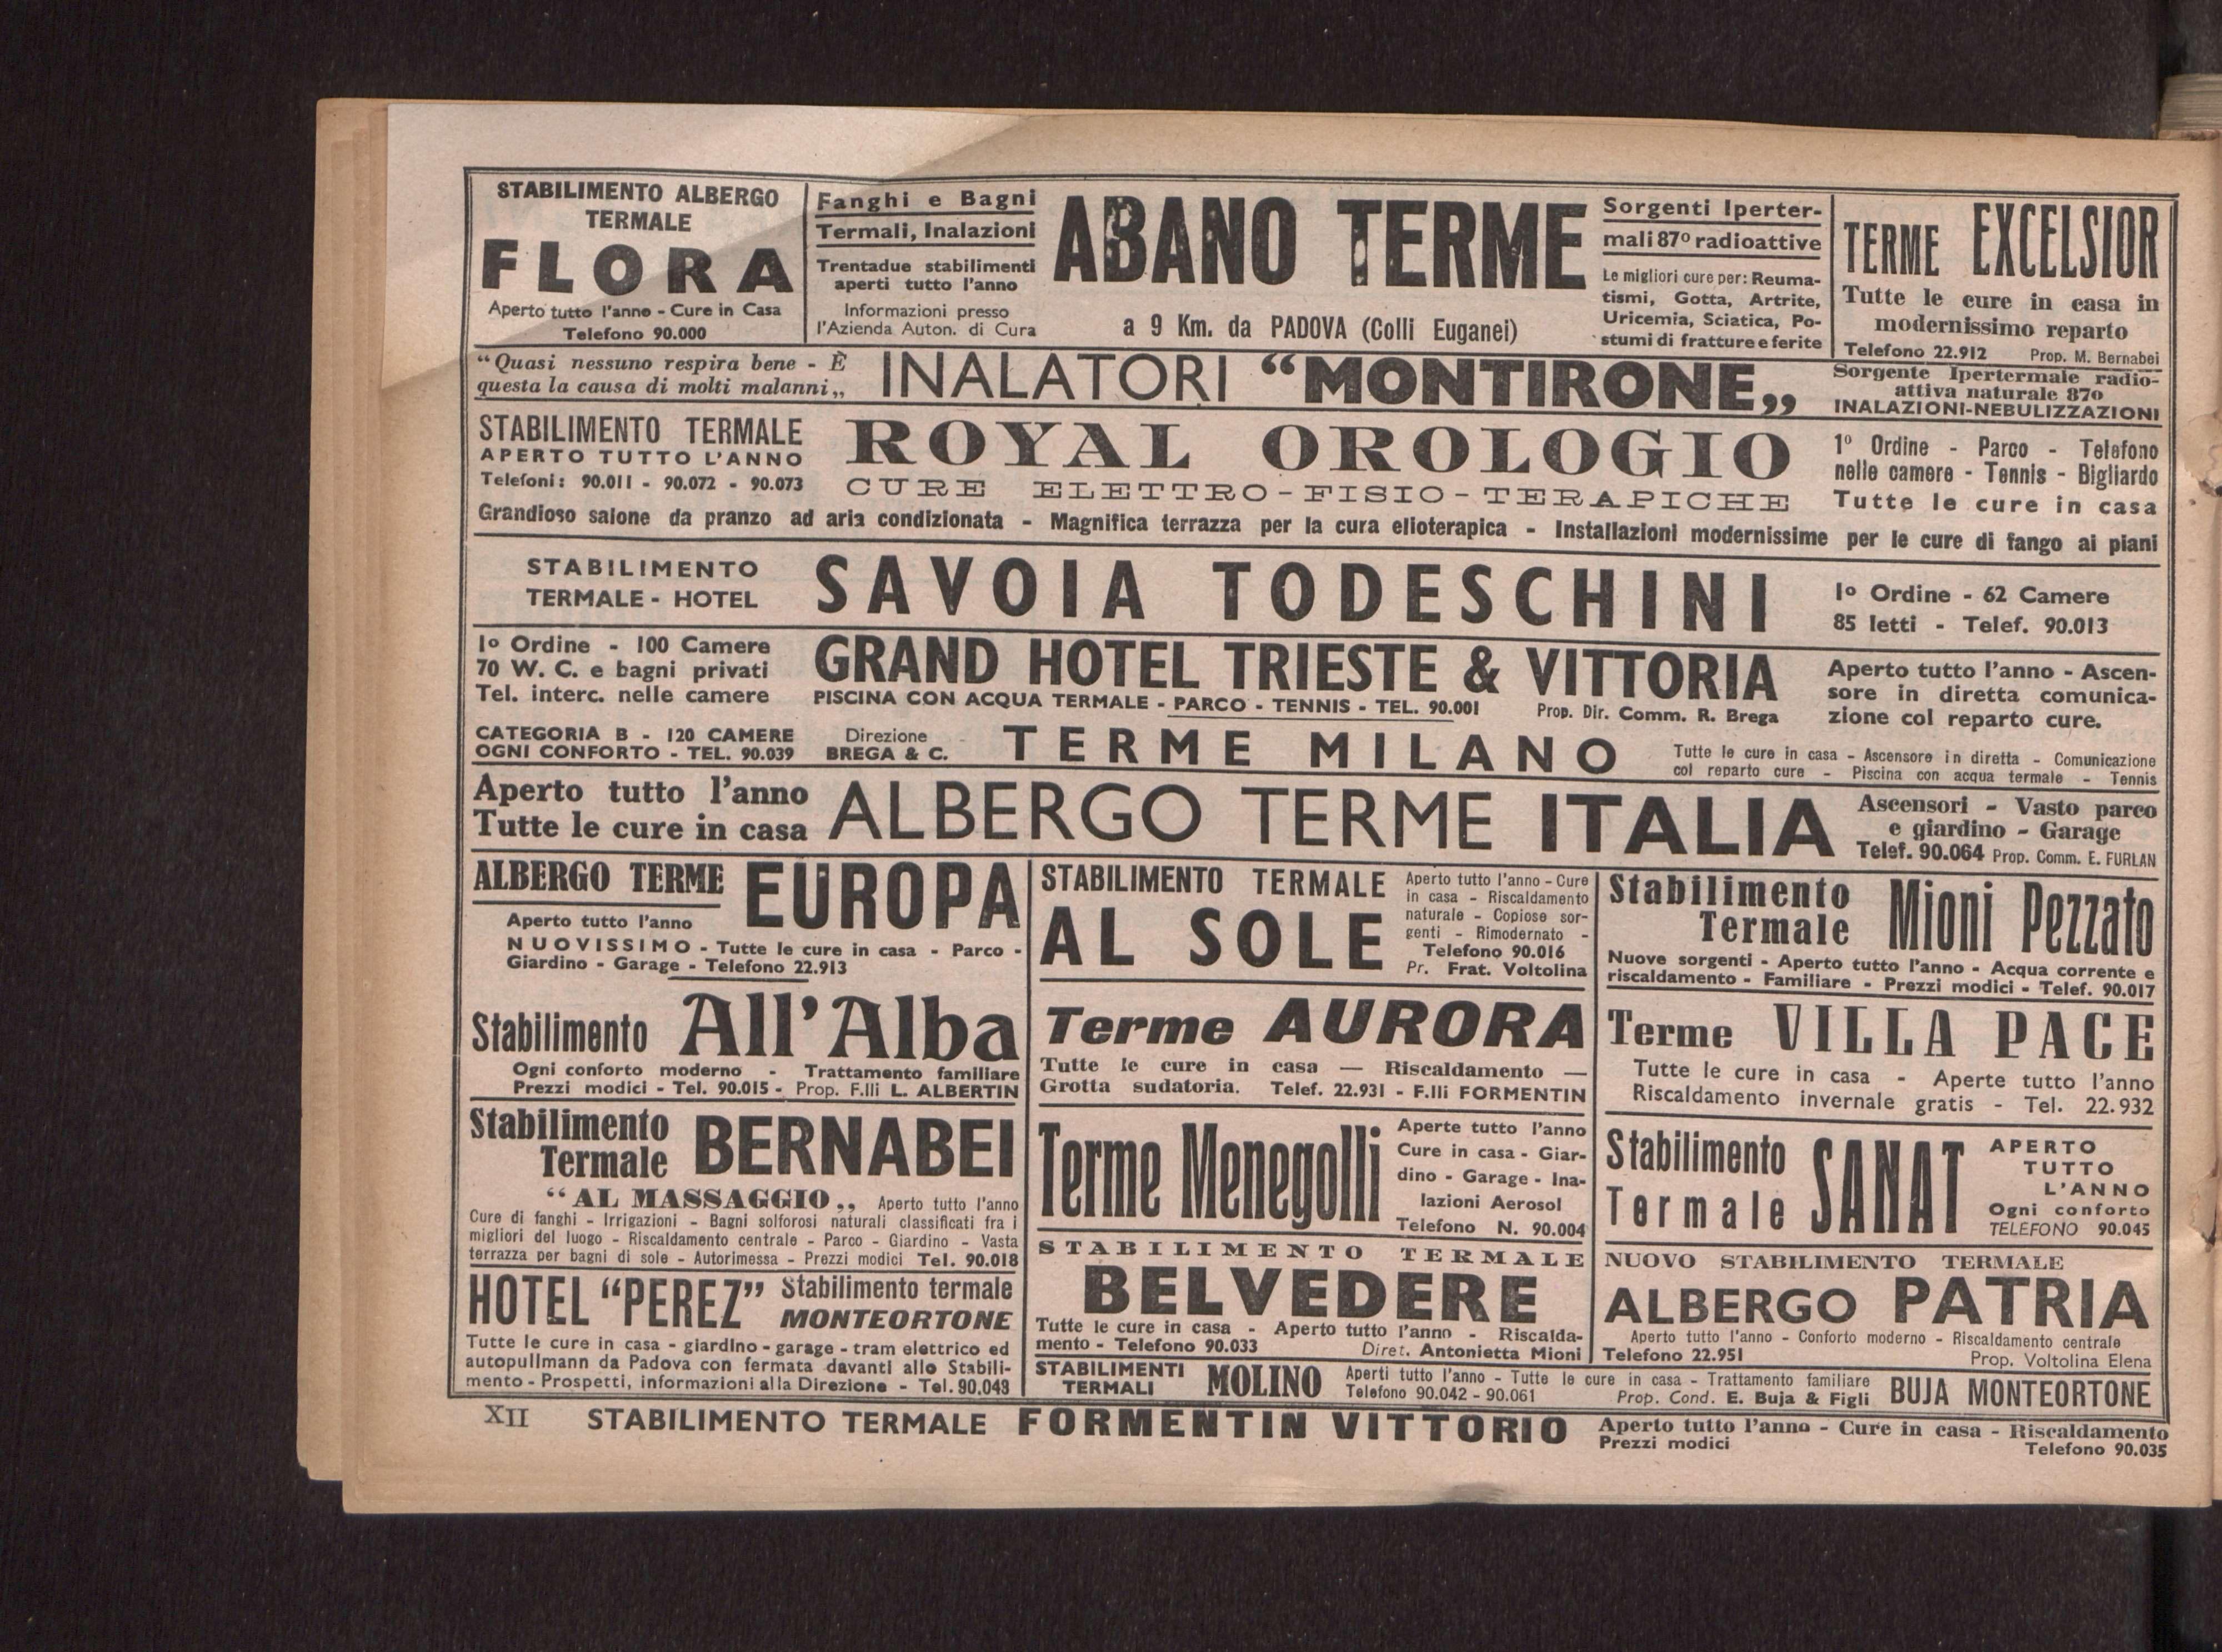 STABILIMENTO ALBERGO
TERMALE
FLORA
Aperto tutto l'anno - Cure in Casa
Telefono 90.000
Fanghi e Bagni
Termali, Inalazioni
Trentadue stabilimenti
aperti tutto l'anno
Informazioni presso
l'Azienda Auton. di Cura
ABANO TERME
a 9 Km. da PADOVA (Colli Euganei)
Sorgenti Iperter-
mali 87º radioattive
Le migliori cure per: Reuma-
tismi, Gotta, Artrite,
Uricemia, Sciatica, Po-
stumi di fratture e ferite
TERME EXCELSIOR
Tutte le cure in casa in
modernissimo reparto
Telefono 22.912 Prop. M. Bernabei
“Quasi nessuno respira bene - È
questa la causa di molti malanni„
INALATORI “MONTIRONE„
Sorgente Ipertermale radio-
attiva naturale 87º
INALAZIONI-NEBULIZZAZIONI
STABILIMENTO TERMALE
APERTO TUTTO L'ANNO
Telefoni: 90.011 - 90.072 - 90.073
ROYAL OROLOGIO
CURE ELETTRO-FISIO-TERAPICHE
1º Ordine - Parco - Telefono
nelle camere - Tennis - Bigliardo
Tutte le cure in casa
Grandioso salone da pranzo ad aria condizionata - Magnifica terrazza per la cura elioterapica - Installazioni modernissime per le cure di fango ai piani
STABILIMENTO
TERMALE - HOTEL
SAVOIA TODESCHINI
1º Ordine - 62 Camere
85 letti - Telef. 90.013
1º Ordine - 100 Camere
70 W. C. e bagni privati
Tel. interc. nelle camere
GRAND HOTEL TRIESTE & VITTORIA
PISCINA CON ACQUA TERMALE - PARCO - TENNIS - TEL. 90.001 Prop. Dir. Comm. R. Brega
Aperto tutto l'anno - Ascen-
sore in diretta comunica-
zione col reparto cure.
CATEGORIA B - 120 CAMERE
OGNI CONFORTO - TEL. 90.039
Direzione
BREGA & C.
TERME MILANO
Tutte le cure in casa - Ascensore in diretta - Comunicazione
col reparto cure - Piscina con acqua termale - Tennis
Aperto tutto l'anno
Tutte le cure in casa
ALBERGO TERME ITALIA
Ascensori - Vasto parco
e giardino - Garage
Telef. 90.064 Prop. Comm. E. FURLAN
ALBERGO TERME EUROPA
Aperto tutto l'anno
NUOVISSIMO - Tutte le cure in casa - Parco -
Giardino - Garage - Telefono 22.913
Stabilimento All'Alba
Ogni conforto moderno - Trattamento familiare
Prezzi modici - Tel. 90.015 - Prop. F.lli L. ALBERTIN
Stabilimento
Termale
BERNABEI
“AL MASSAGGIO„ Aperto tutto l'anno
Cure di fanghi - Irrigazioni - Bagni solforosi naturali classificati fra i
migliori del luogo - Riscaldamento centrale - Parco - Giardino - Vasta
terrazza per bagni di sole - Autorimessa - Prezzi modici Tel. 90.018
HOTEL “PEREZ” Stabilimento termale
MONTEORTONE
Tutte le cure in casa - giardino - garage - tram elettrico ed
autopullmann da Padova con fermata davanti allo Stabili-
mento - Prospetti, informazioni alla Direzione - Tel. 90.043
STABILIMENTO TERMALE
AL SOLE
Aperto tutto l'anno - Cure
in casa - Riscaldamento
naturale - Copiose sor-
genti - Rimodernato -
Telefono 90.016
Pr. Frat. Voltolina
Terme AURORA
Tutte le cure in casa — Riscaldamento —
Grotta sudatoria. Telef. 22.931 - F.lli FORMENTIN
Terme Menegolli
Aperte tutto l'anno
Cure in casa - Giar-
dino - Garage - Ina-
lazioni Aerosol
Telefono N. 90.004
STABILIMENTO TERMALE
BELVEDERE
Tutte le cure in casa - Aperto tutto l'anno - Riscalda-
mento - Telefono 90.033 Diret. Antonietta Mioni
Stabilimento
Termale
Mioni Pezzato
Nuove sorgenti - Aperto tutto l'anno - Acqua corrente e
riscaldamento - Familiare - Prezzi modici - Telef. 90.017
Terme VILLA PACE
Tutte le cure in casa - Aperte tutto l'anno
Riscaldamento invernale gratis - Tel. 22.932
Stabilimento
Termale
SANAT
APERTO
TUTTO
L'ANNO
Ogni conforto
TELEFONO 90.045
NUOVO STABILIMENTO TERMALE
ALBERGO PATRIA
Aperto tutto l'anno - Conforto moderno - Riscaldamento centrale
Telefono 22.951 Prop. Voltolina Elena
STABILIMENTI
TERMALI
MOLINO
Aperti tutto l'anno - Tutte le cure in casa - Trattamento familiare
Telefono 90.042 - 90.061 Prop. Cond. E. Buja & Figli
BUJA MONTEORTONE
XII
STABILIMENTO TERMALE FORMENTIN VITTORIO
Aperto tutto l'anno - Cure in casa - Riscaldamento
Prezzi modici Telefono 90.035